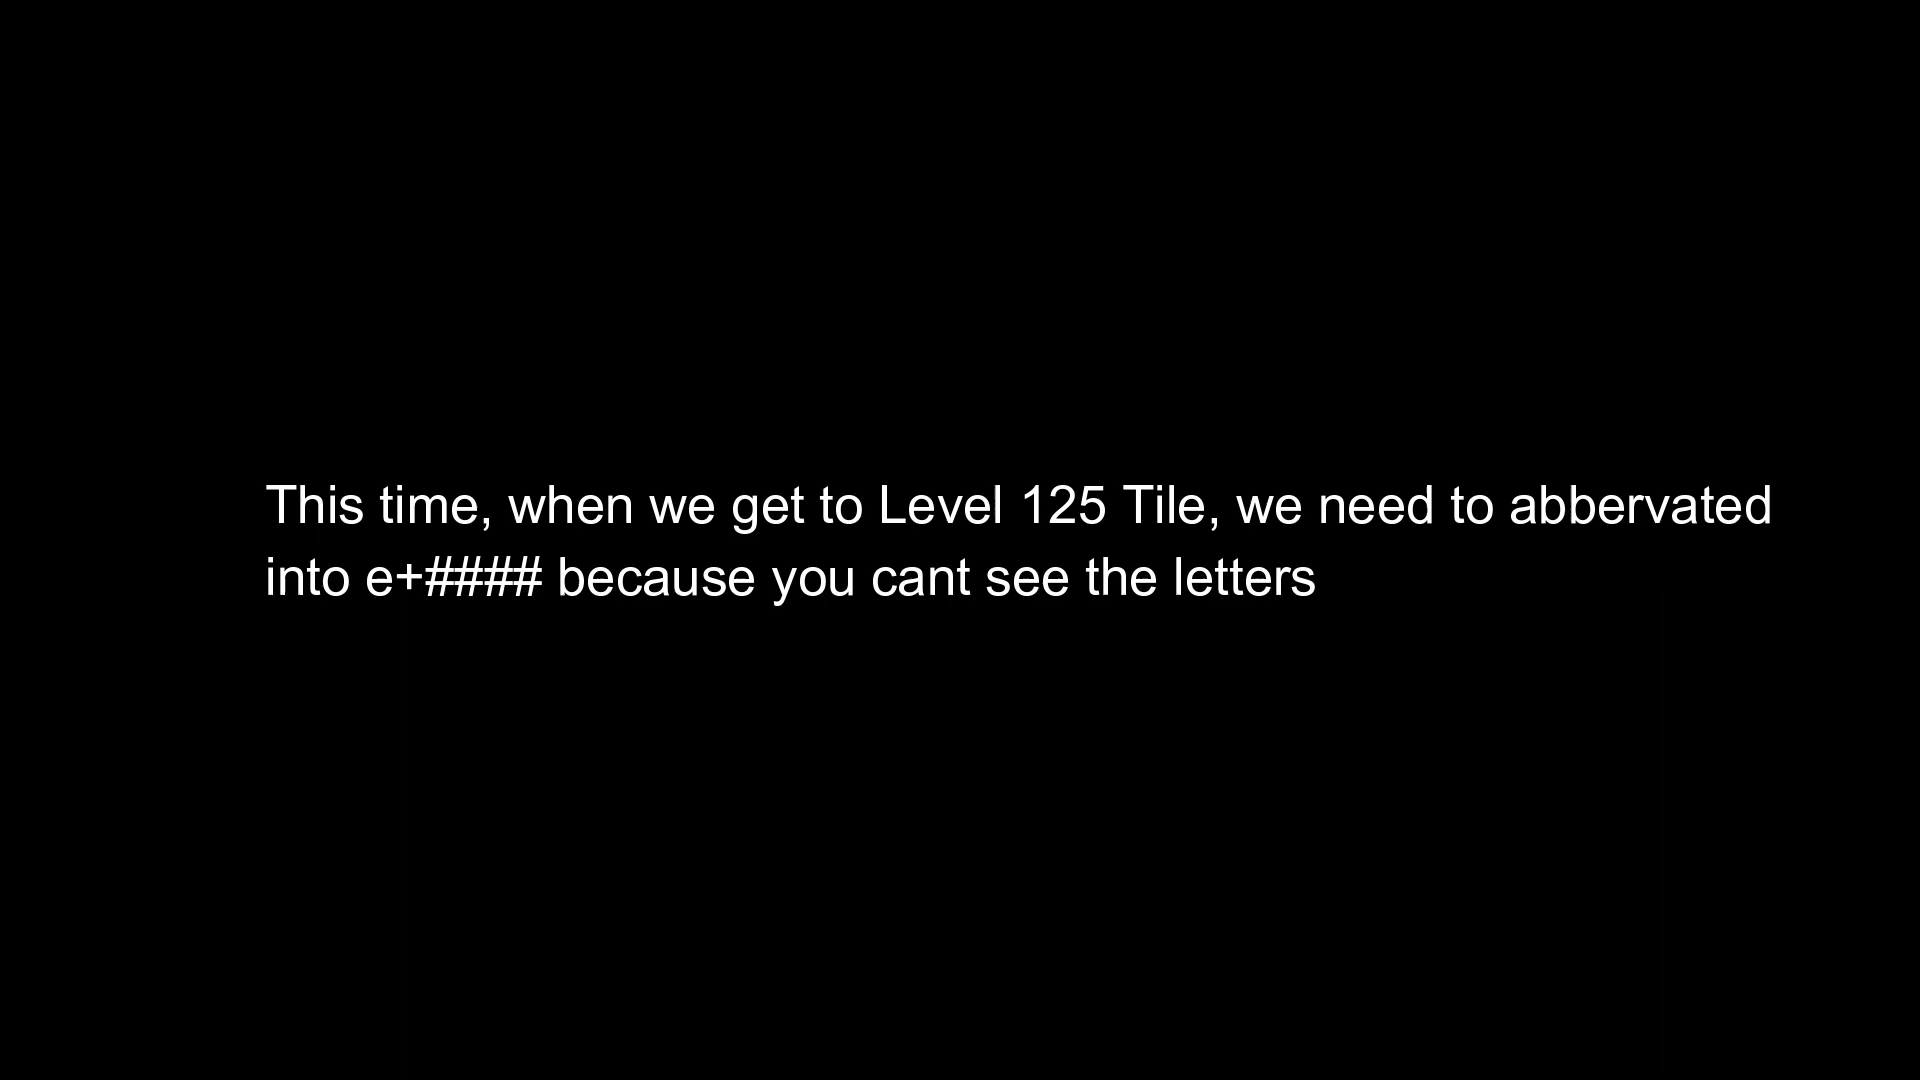 This time, when we get to Level 125 Tile, we need to abbervated
into e+#### because you cant see the letters